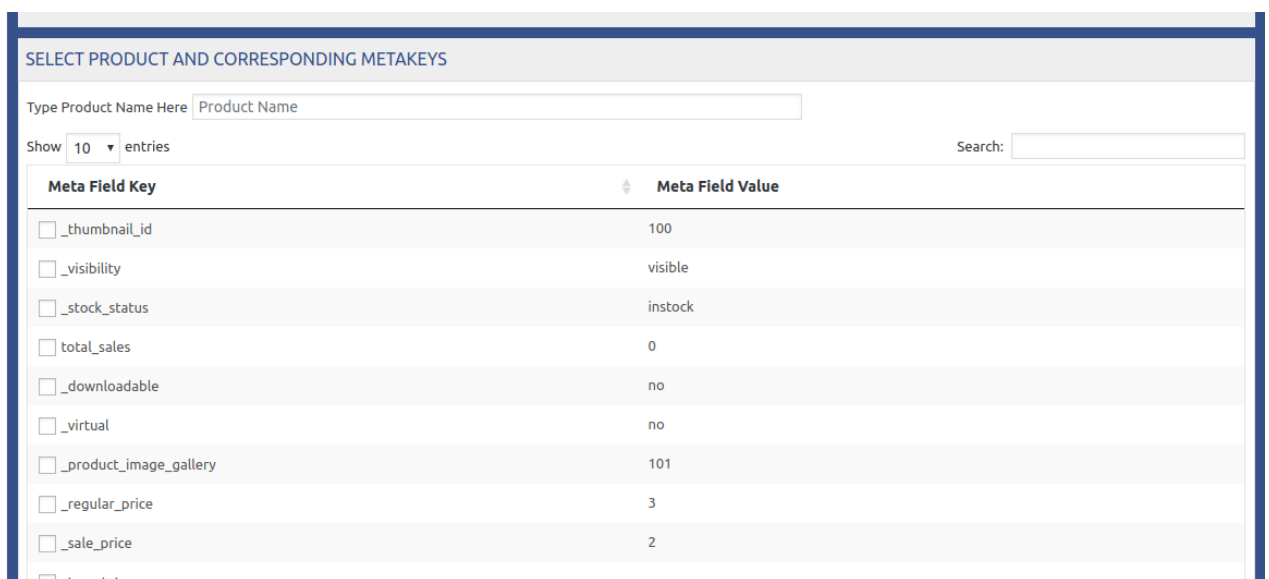 SELECT PRODUCT AND CORRESPONDING METAKEYS
Type Product Name Here Product Name
Show 10 entries Search:
Meta Field Key Meta Field Value
_thumbnail_id 100
_visibility visible
_stock_status instock
total_sales 0
_downloadable no
_virtual no
_product_image_gallery 101
_regular_price 3
_sale_price 2